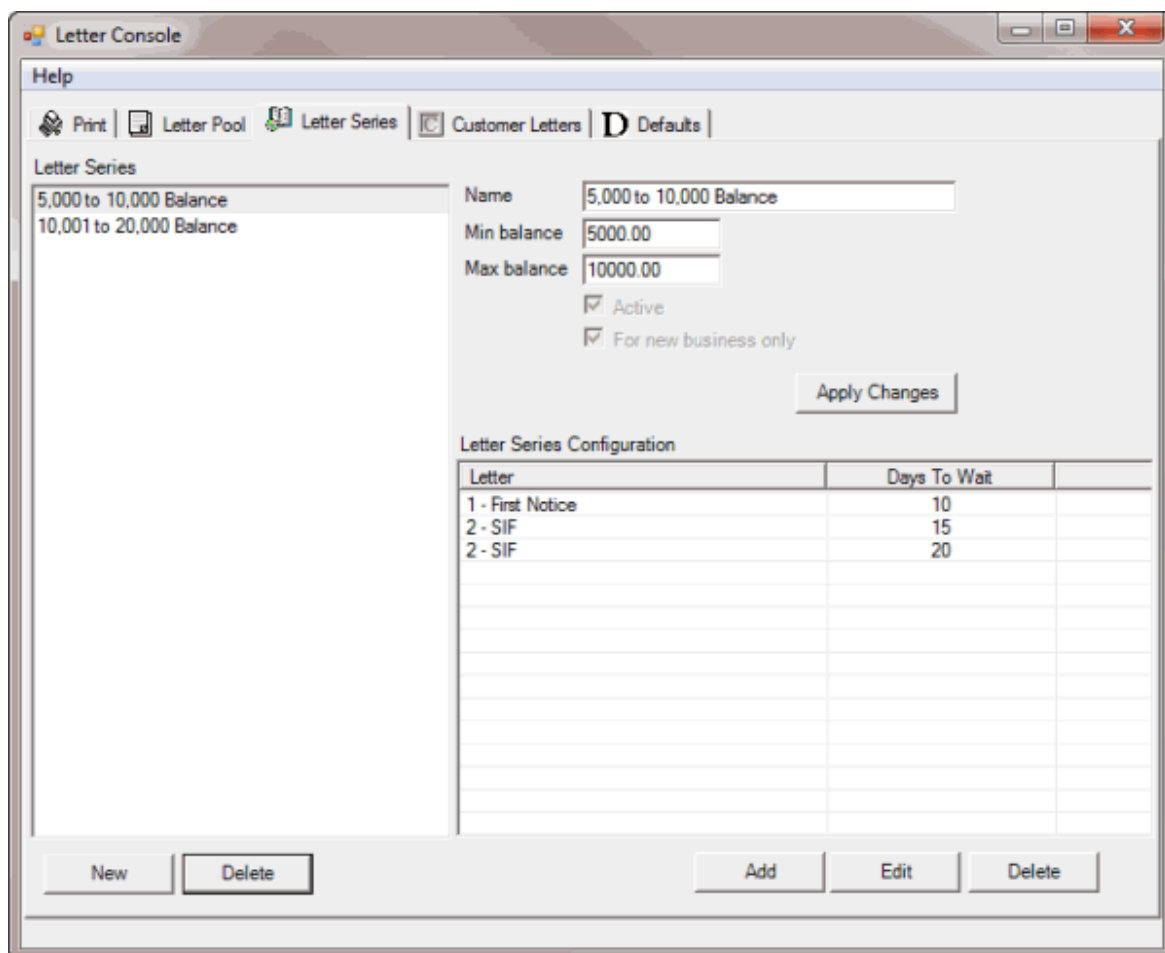 Letter Console
Help
Print Letter Pool Letter Series C Customer Letters D Defaults
Letter Series
5,000 to 10,000 Balance
10,001 to 20,000 Balance
Name 5,000 to 10,000 Balance
Min balance 5000.00
Max balance 10000.00
Active
For new business only
Apply Changes
Letter Series Configuration
Letter Days To Wait
1 - First Notice 10
2 - SIF 15
2 - SIF 20
New Delete Add Edit Delete